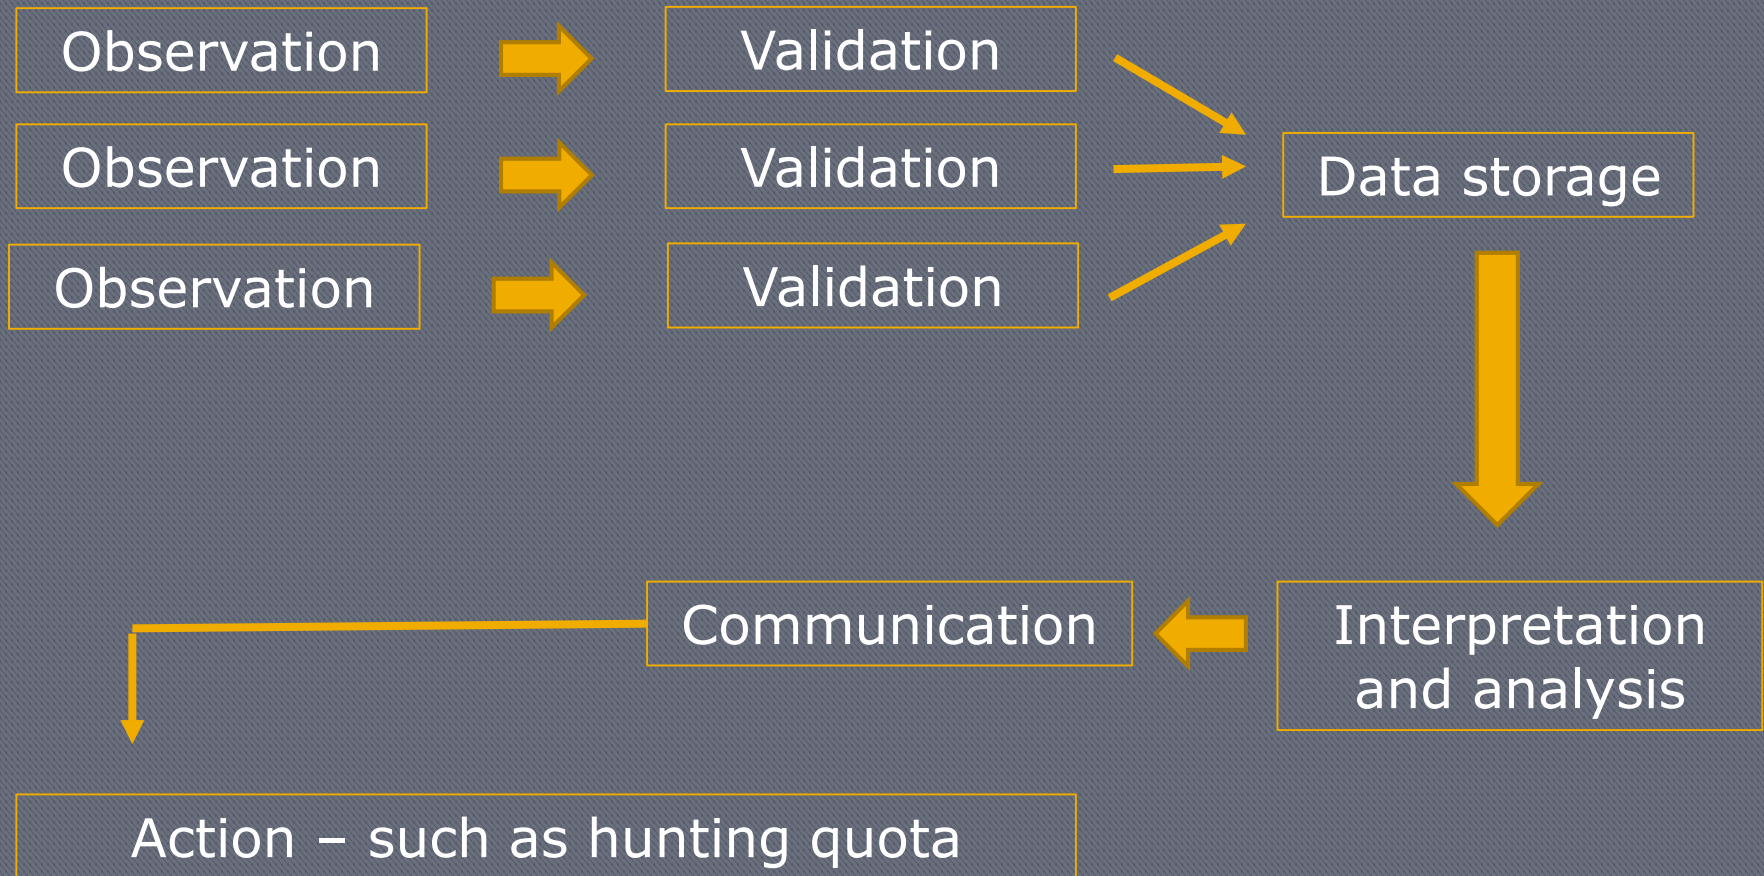 Observation
Validation
Observation
Validation
Data storage
Observation
Validation
Communication
Interpretation
and analysis
Action – such as hunting quota